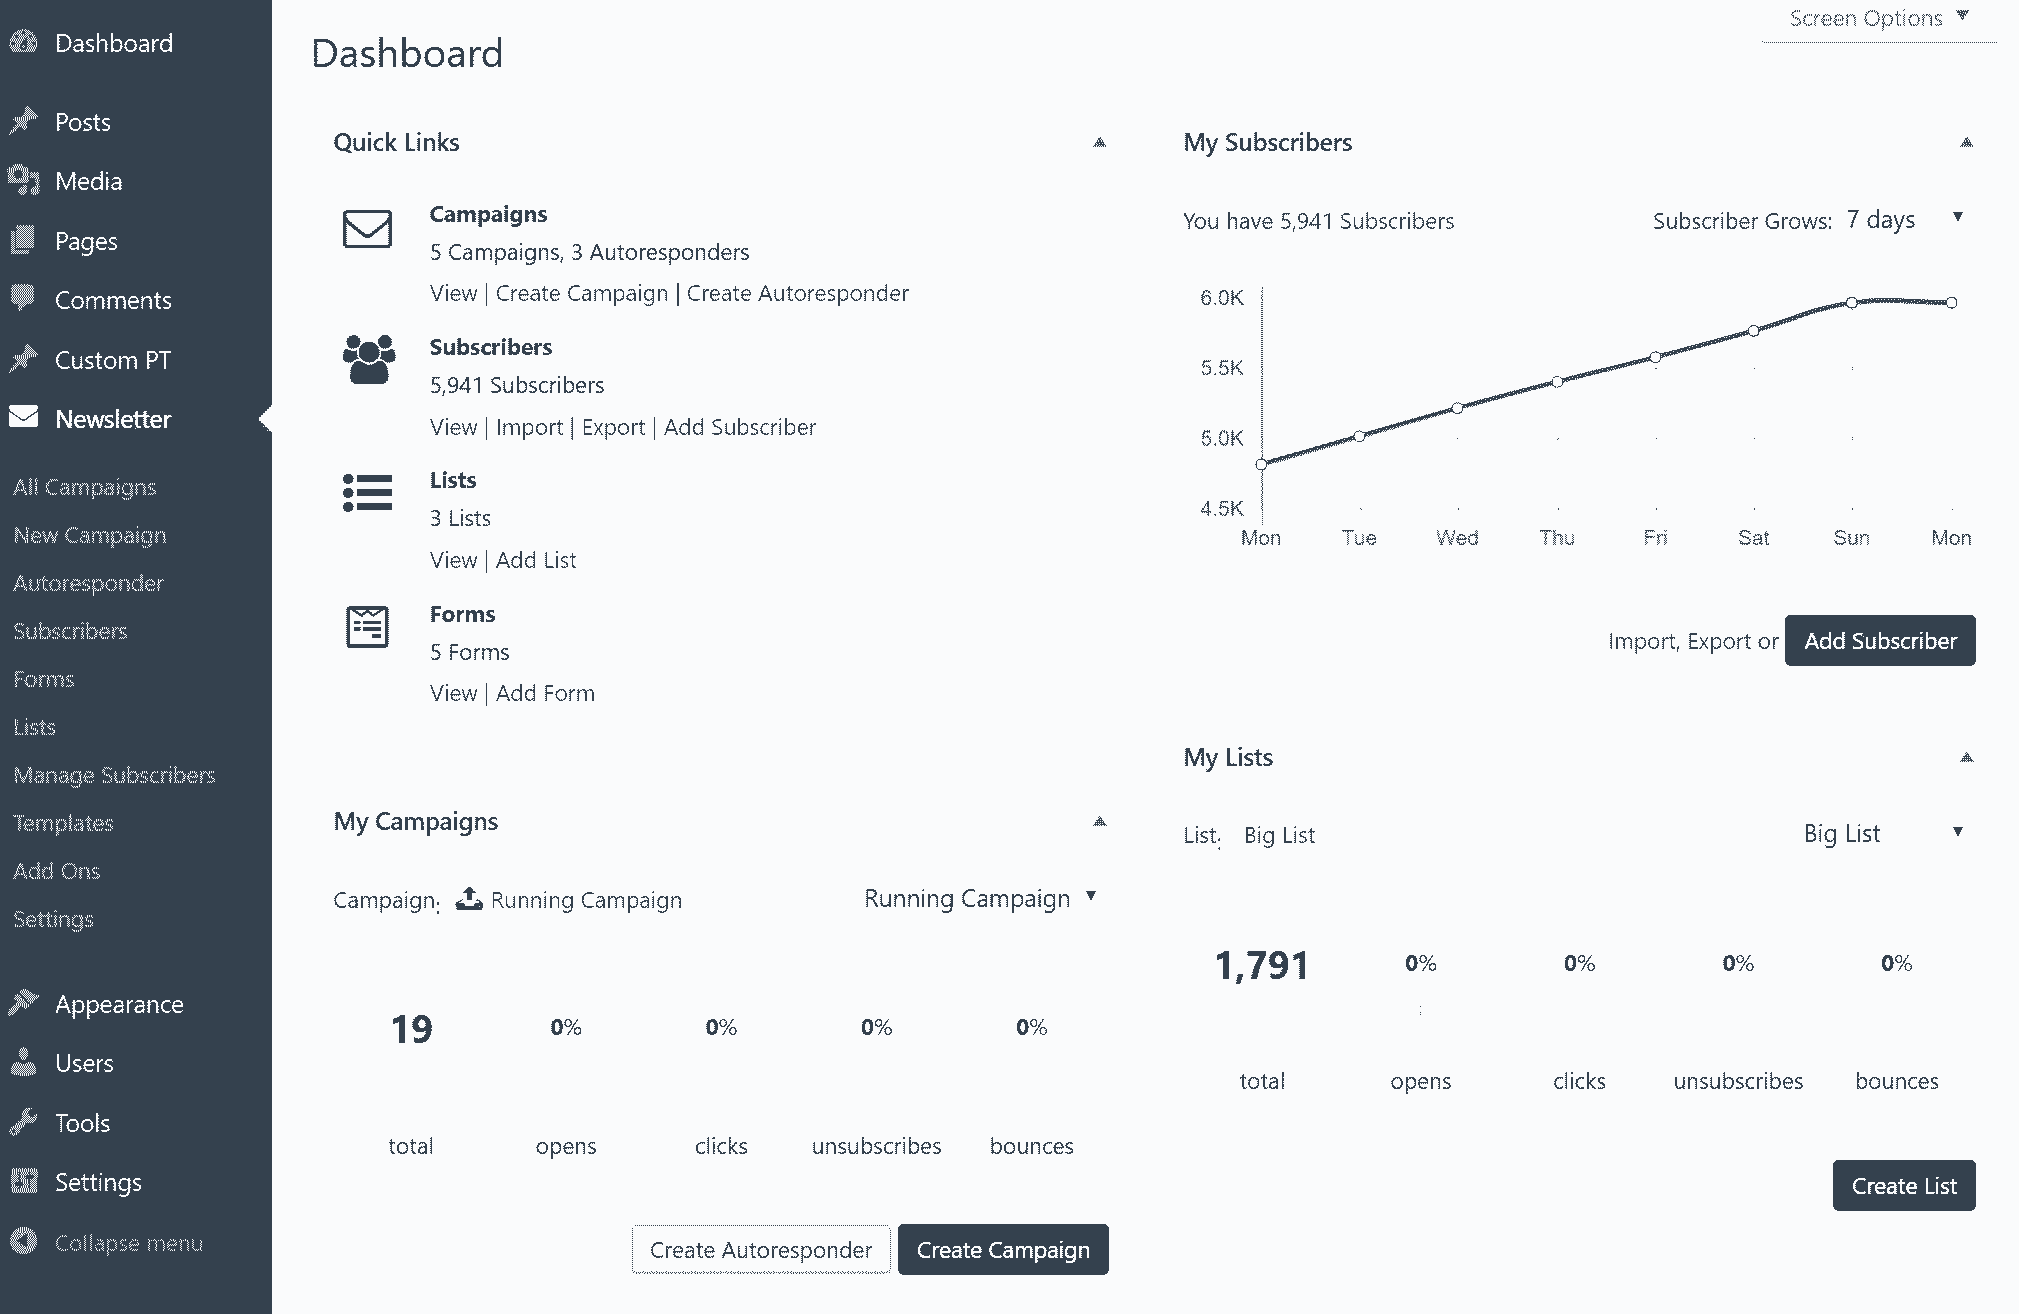 Dashboard
Posts
Media
Pages
Comments
Custom PT
Newsletter
All Campaigns
New Campaign
Autoresponder
Subscribers
Forms
Lists
Manage Subscribers
Templates
Add Ons
Settings
Appearance
Users
Tools
Settings
Collapse menu
Screen Options
Dashboard
Quick Links
Campaigns
5 Campaigns, 3 Autoresponders
View | Create Campaign | Create Autoresponder
Subscribers
5,941 Subscribers
View | Import | Export | Add Subscriber
Lists
3 Lists
View | Add List
Forms
5 Forms
View | Add Form
My Campaigns
Campaign: Running Campaign Running Campaign
19 0% 0% 0% 0%
total opens clicks unsubscribes bounces
Create Autoresponder Create Campaign
My Subscribers
You have 5,941 Subscribers Subscriber Grows: 7 days
6.0K
5.5K
5.0K
4.5K
Mon Tue Wed Thu Fri Sat Sun Mon
Import, Export or Add Subscriber
My Lists
List: Big List Big List
1,791 0% 0% 0% 0%
total opens clicks unsubscribes bounces
Create List